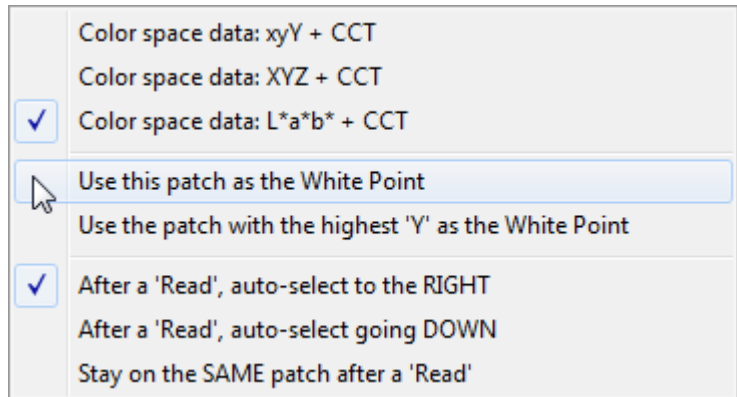 Color space data: xyY + CCT
Color space data: XYZ + CCT
Color space data: L*a*b* + CCT
Use this patch as the White Point
Use the patch with the highest 'Y' as the White Point
After a 'Read', auto-select to the RIGHT
After a 'Read', auto-select going DOWN
Stay on the SAME patch after a 'Read'